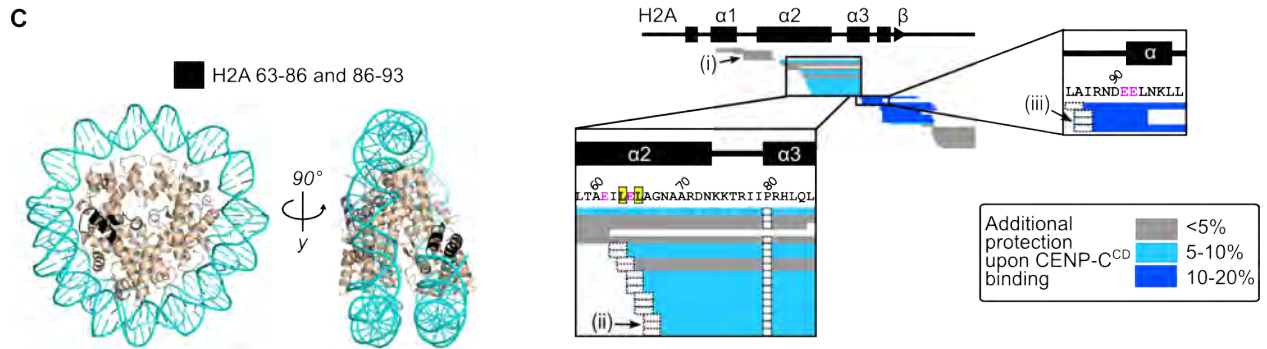 C
H2A 63-86 and 86-93
90°
y
H2A α1 α2 α3 β
(i)
α2 α3
60 70 80
LTAEILELAGNAARDNKKTRIIPRHLQL
(ii)
α
90
LAIRNDEELNKLL
(iii)
Additional
protection
upon CENP-C^CD
binding
<5%
5-10%
10-20%